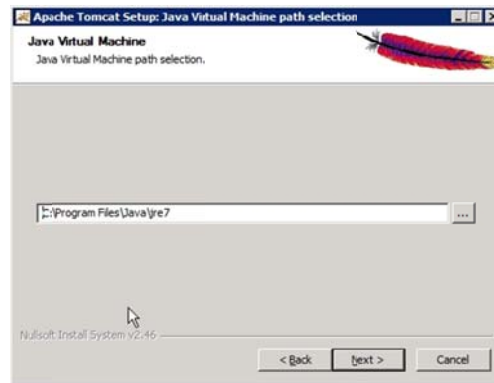 Apache Tomcat Setup: Java Virtual Machine path selection
Java Virtual Machine
Java Virtual Machine path selection.
C:\Program Files\Java\jre7
...
Nullsoft Install System v2.46
< Back
Next >
Cancel